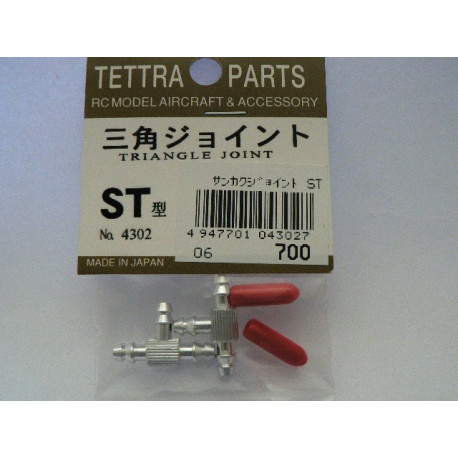 TETTRA PARTS
RC MODEL AIRCRAFT & ACCESSORY
三角ジョイント
TRIANGLE JOINT
ST型
サンカクジョイント ST
№ 4302
4 947701 043027
06 700
MADE IN JAPAN